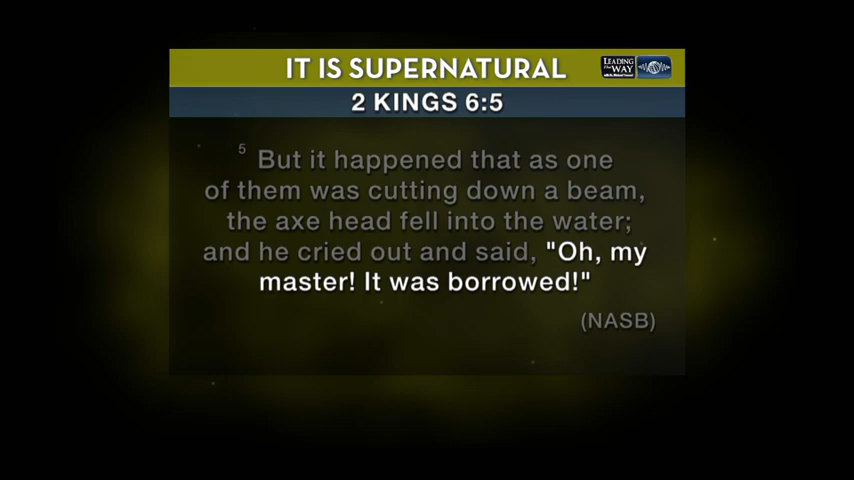 IT IS SUPERNATURAL
LEADING
The WAY
2 KINGS 6:5
5 But it happened that as one
of them was cutting down a beam,
the axe head fell into the water;
and he cried out and said, "Oh, my
master! It was borrowed!"
(NASB)